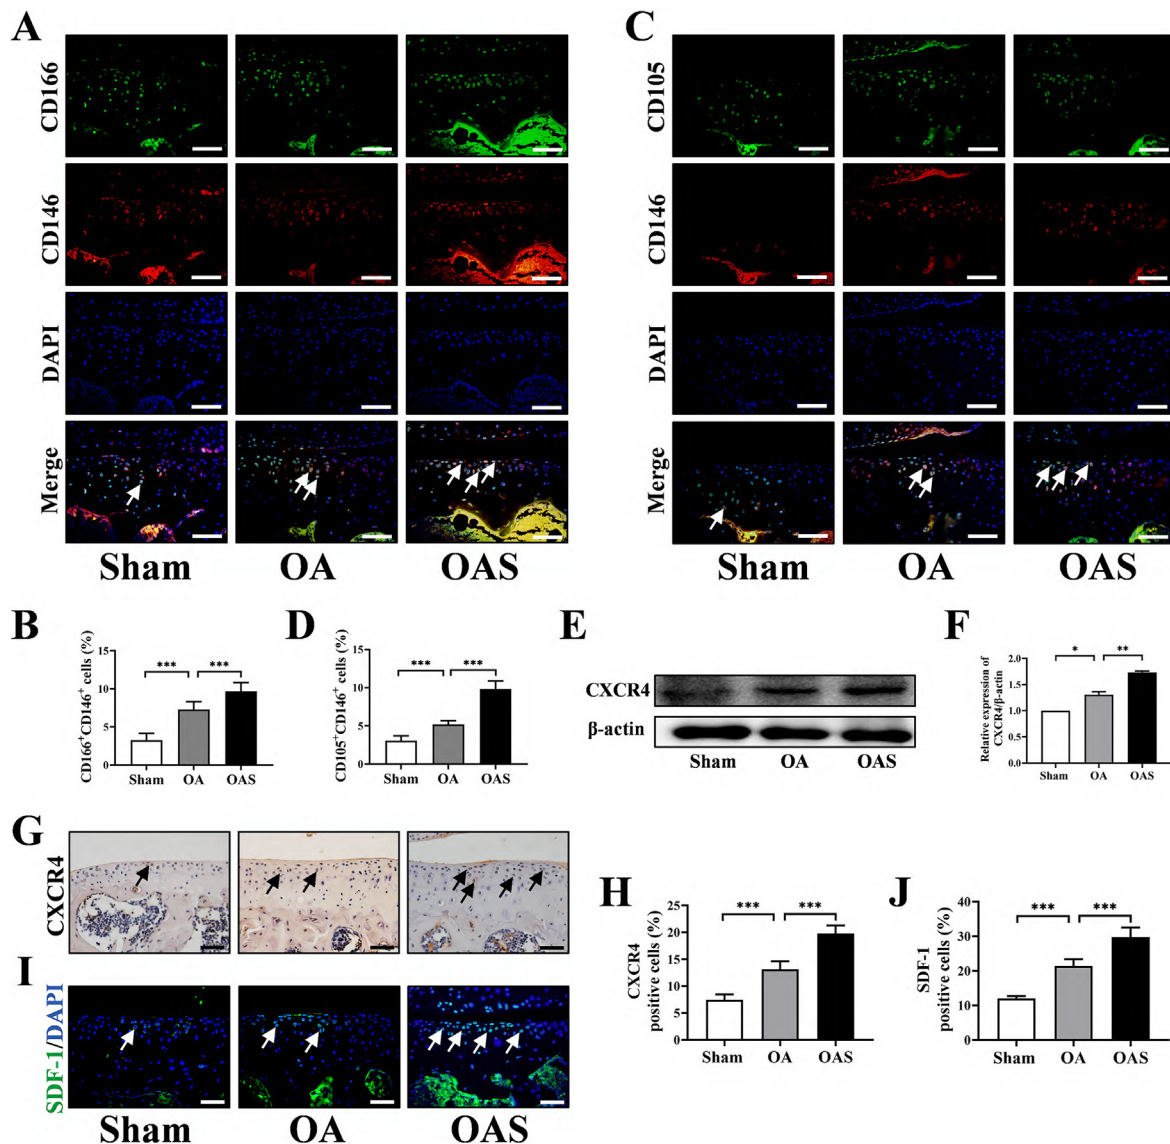 A
CD166
CD146
DAPI
Merge
Sham OA OAS
C
CD105
CD146
DAPI
Merge
Sham OA OAS
B
CD166⁺CD146⁺ cells (%)
15
10
5
0
*** ***
Sham OA OAS
D
CD105⁺CD146⁺ cells (%)
15
10
5
0
*** ***
Sham OA OAS
E
CXCR4
β-actin
Sham OA OAS
F
Relative expression of
CXCR4/β-actin
2.0
1.5
1.0
0.5
0.0
* **
Sham OA OAS
G
CXCR4
I
SDF-1/DAPI
Sham OA OAS
H
CXCR4
positive cells (%)
25
20
15
10
5
0
*** ***
Sham OA OAS
J
SDF-1
positive cells (%)
40
30
20
10
0
*** ***
Sham OA OAS